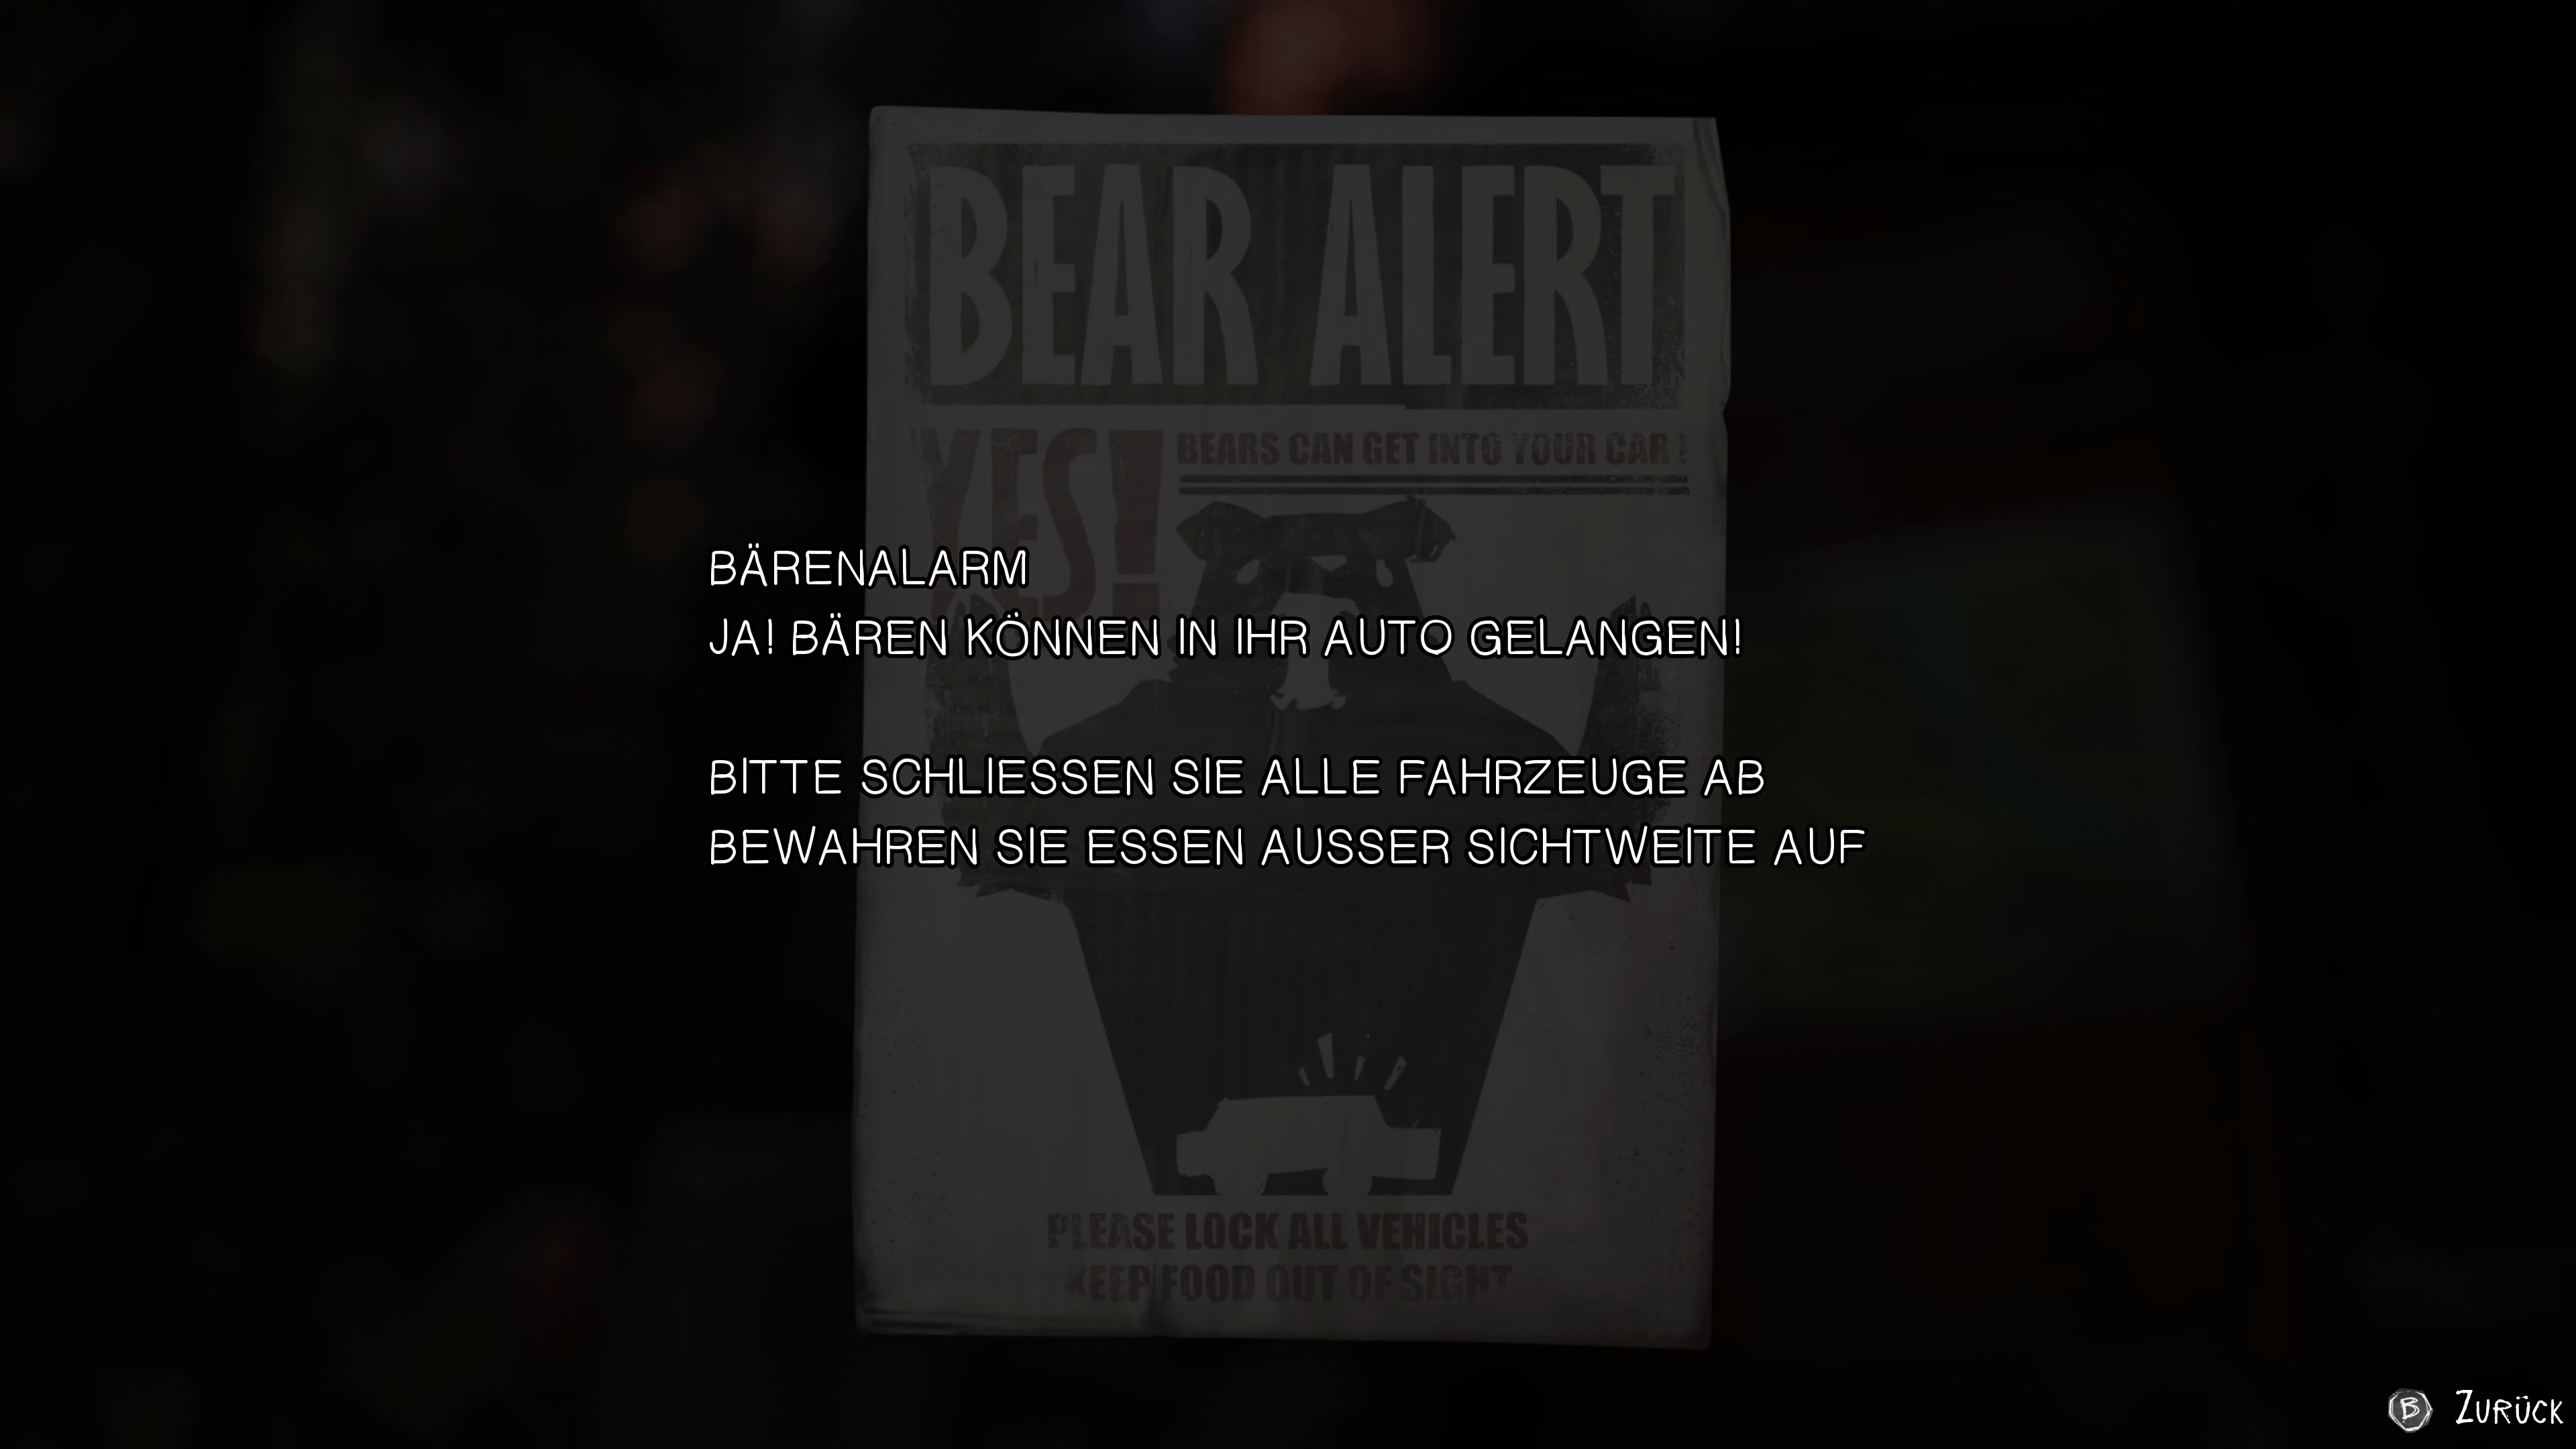 BEAR ALERT
YES! BEARS CAN GET INTO YOUR CAR!
BÄRENALARM
JA! BÄREN KÖNNEN IN IHR AUTO GELANGEN!
BITTE SCHLIESSEN SIE ALLE FAHRZEUGE AB
BEWAHREN SIE ESSEN AUSSER SICHTWEITE AUF
PLEASE LOCK ALL VEHICLES
KEEP FOOD OUT OF SIGHT
B ZURÜCK